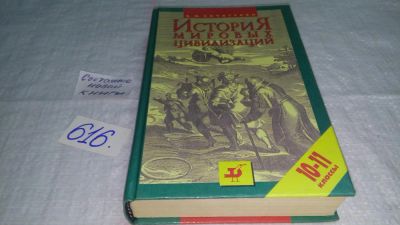 Состояние
новой
книги!
616.
ИСТОРИЯ
МИРОВЫХ
ЦИВИЛИЗАЦИЙ
10-11
классы